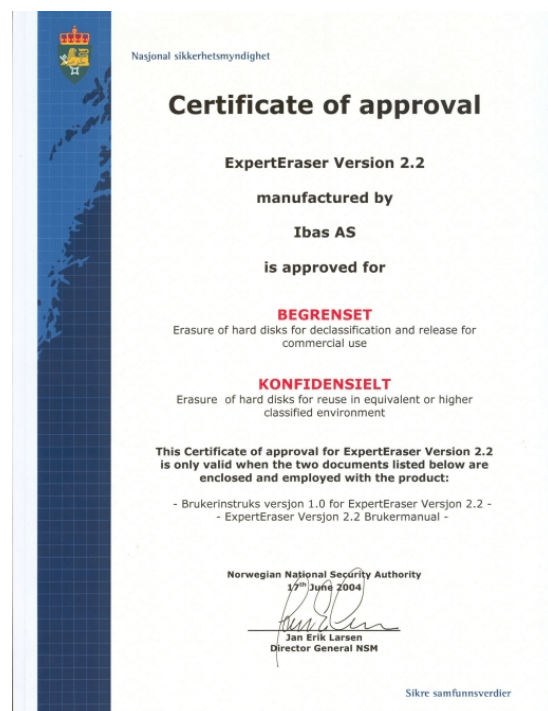 Nasjonal sikkerhetsmyndighet
Certificate of approval
ExpertEraser Version 2.2
manufactured by
Ibas AS
is approved for
BEGRENSET
Erasure of hard disks for declassification and release for
commercial use
KONFIDENSIELT
Erasure of hard disks for reuse in equivalent or higher
classified environment
This Certificate of approval for ExpertEraser Version 2.2
is only valid when the two documents listed below are
enclosed and employed with the product:
- Brukerinstruks versjon 1.0 for ExpertEraser Versjon 2.2 -
- ExpertEraser Versjon 2.2 Brukermanual -
Norwegian National Security Authority
17th June 2004
Jan Erik Larsen
Director General NSM
Sikre samfunnsverdier